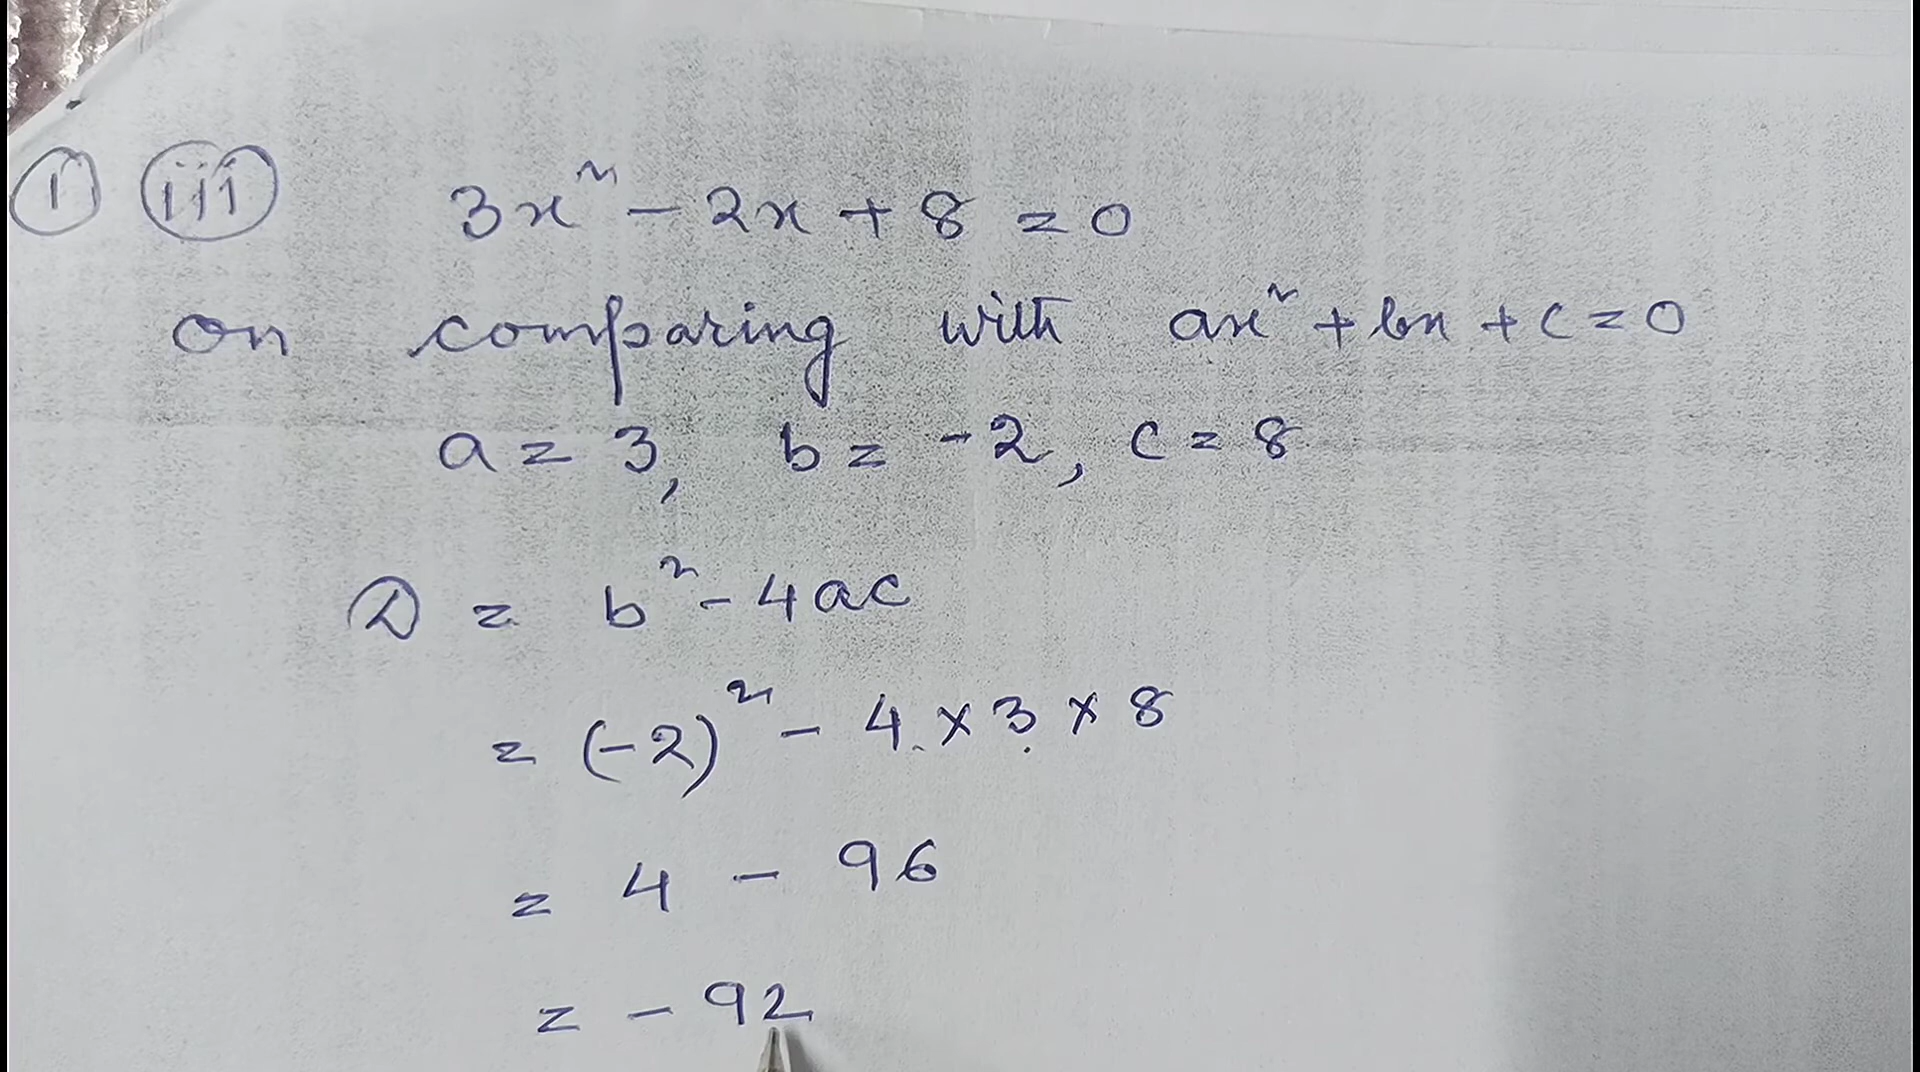 1 iii 3x² - 2x + 8 = 0
on comparing with ax² + bx + c = 0
a = 3, b = -2, c = 8
D = b² - 4ac
= (-2)² - 4 × 3 × 8
= 4 - 96
= - 92